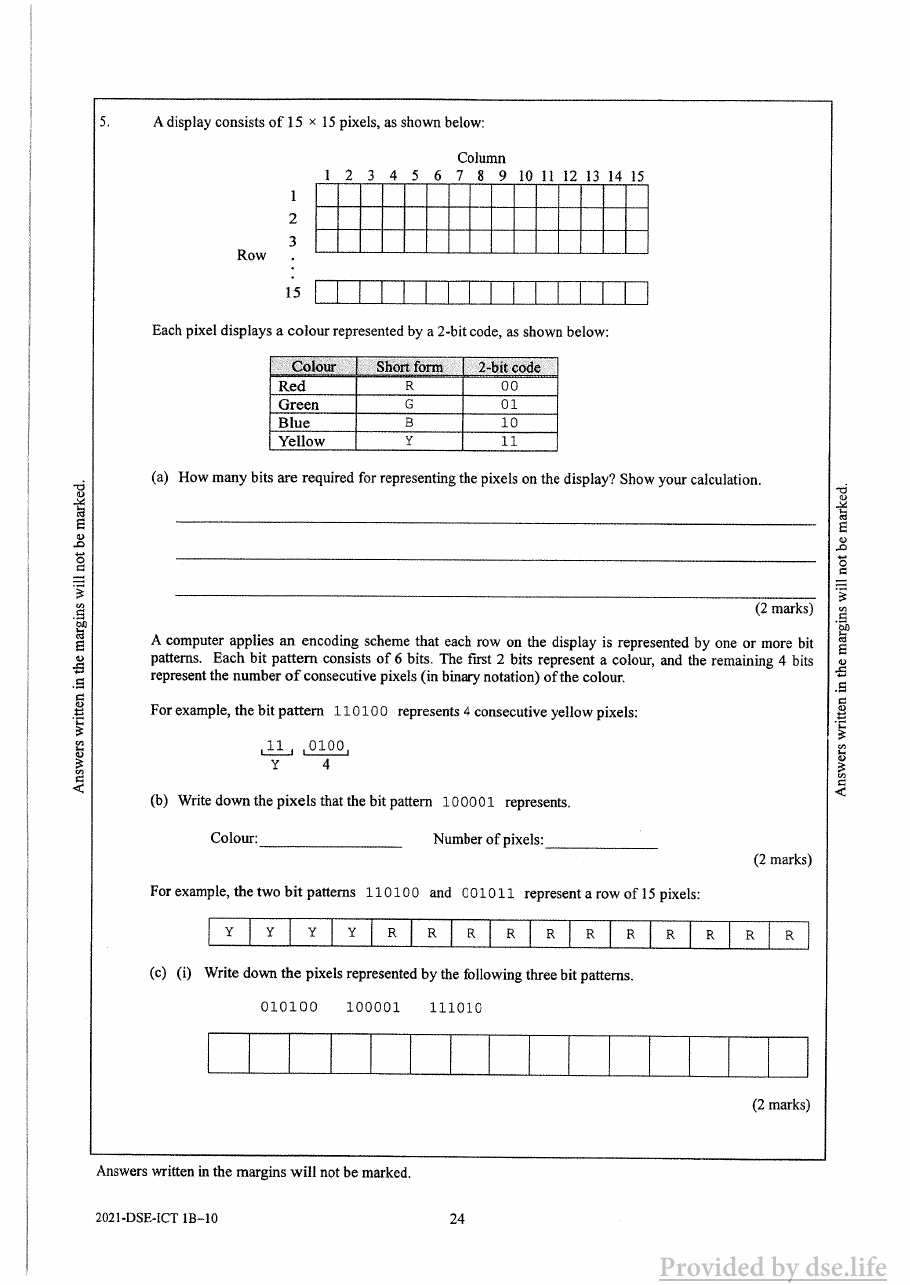 5. A display consists of 15 × 15 pixels, as shown below:
Column
1 2 3 4 5 6 7 8 9 10 11 12 13 14 15
1
2
3
Row .
:
15
Each pixel displays a colour represented by a 2-bit code, as shown below:
Colour Short form 2-bit code
Red R 00
Green G 01
Blue B 10
Yellow Y 11
(a) How many bits are required for representing the pixels on the display? Show your calculation.
(2 marks)
A computer applies an encoding scheme that each row on the display is represented by one or more bit
patterns. Each bit pattern consists of 6 bits. The first 2 bits represent a colour, and the remaining 4 bits
represent the number of consecutive pixels (in binary notation) of the colour.
For example, the bit pattern 110100 represents 4 consecutive yellow pixels:
11 0100
Y 4
(b) Write down the pixels that the bit pattern 100001 represents.
Colour: Number of pixels:
(2 marks)
For example, the two bit patterns 110100 and 001011 represent a row of 15 pixels:
Y Y Y Y R R R R R R R R R R R
(c) (i) Write down the pixels represented by the following three bit patterns.
010100 100001 111010
(2 marks)
Answers written in the margins will not be marked.
Answers written in the margins will not be marked.
Answers written in the margins will not be marked.
2021-DSE-ICT 1B–10 24
Provided by dse.life